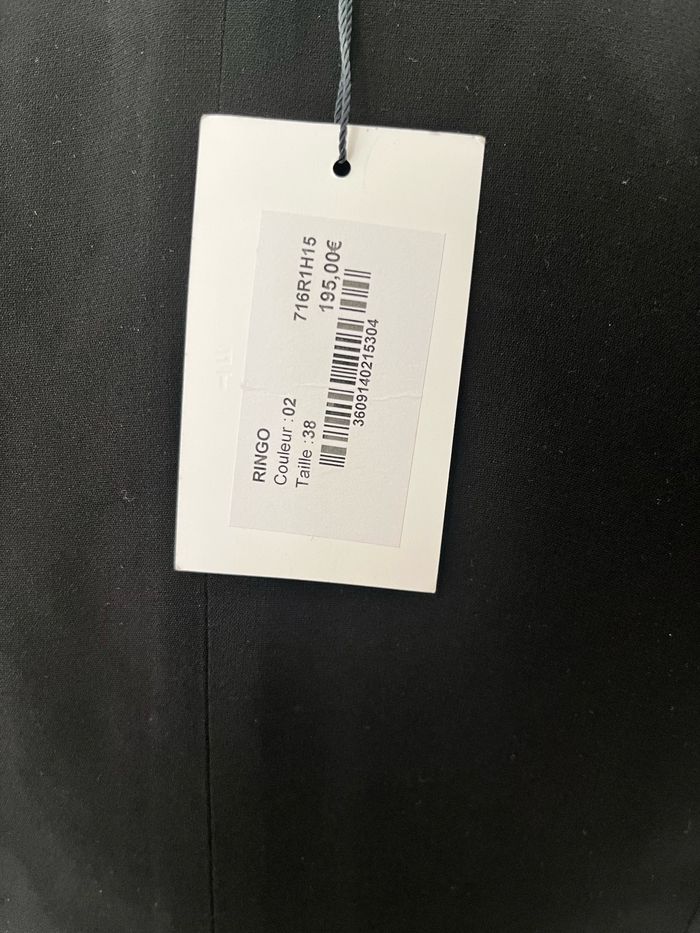 RINGO
716R1H15
Couleur : 02
195,00€
Taille : 38
3609140215304